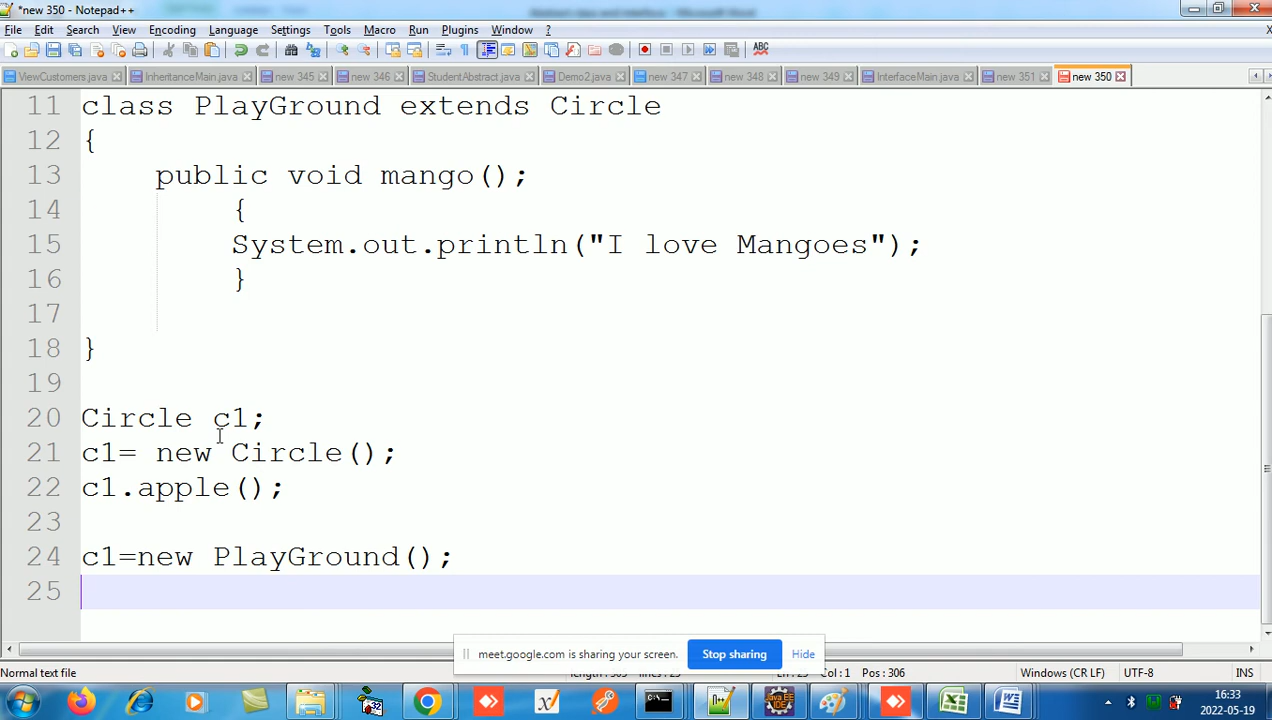 *new 350 - Notepad++
File Edit Search View Encoding Language Settings Tools Macro Run Plugins Window ? X
ViewCustomers.java InheritanceMain.java new 345 new 346 StudentAbstract.java Demo2.java new 347 new 348 new 349 InterfaceMain.java new 351 new 350
11 class PlayGround extends Circle
12 {
13 public void mango();
14 {
15 System.out.println("I love Mangoes");
16 }
17
18 }
19
20 Circle c1;
21 c1= new Circle();
22 c1.apple();
23
24 c1=new PlayGround();
25
meet.google.com is sharing your screen. Stop sharing Hide
Normal text file Col : 1 Pos : 306 Windows (CR LF) UTF-8 INS
16:33
2022-05-19